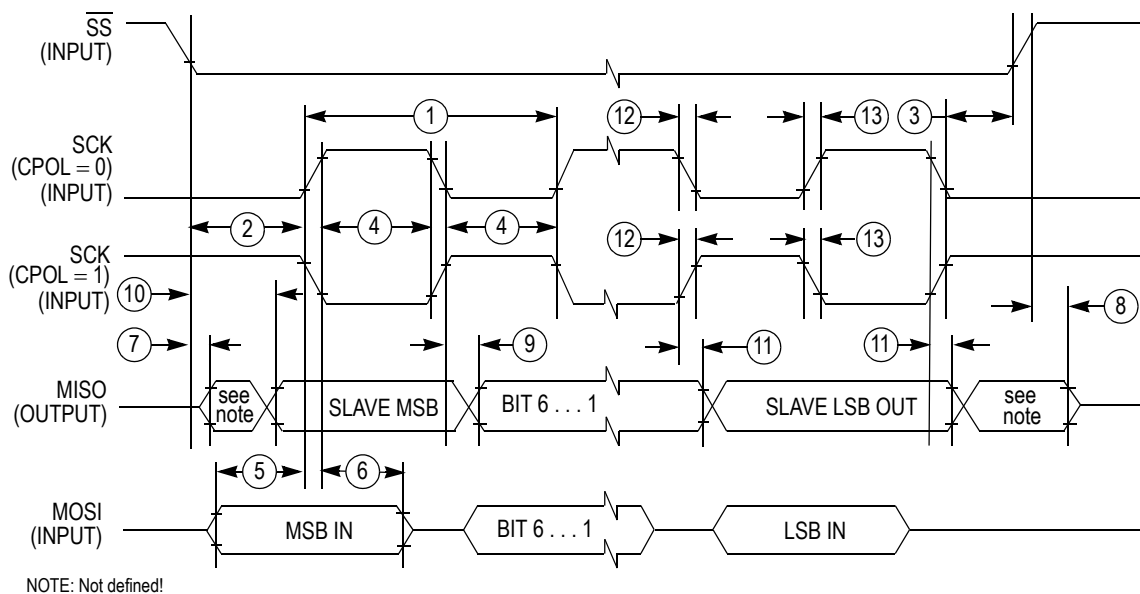 SS
(INPUT)
1
12
13
3
SCK
(CPOL = 0)
(INPUT)
2
4
4
12
13
SCK
(CPOL = 1)
(INPUT)
10
8
7
9
11
11
MISO
(OUTPUT)
see
note
SLAVE MSB
BIT 6 . . . 1
SLAVE LSB OUT
see
note
5
6
MOSI
(INPUT)
MSB IN
BIT 6 . . . 1
LSB IN
NOTE: Not defined!